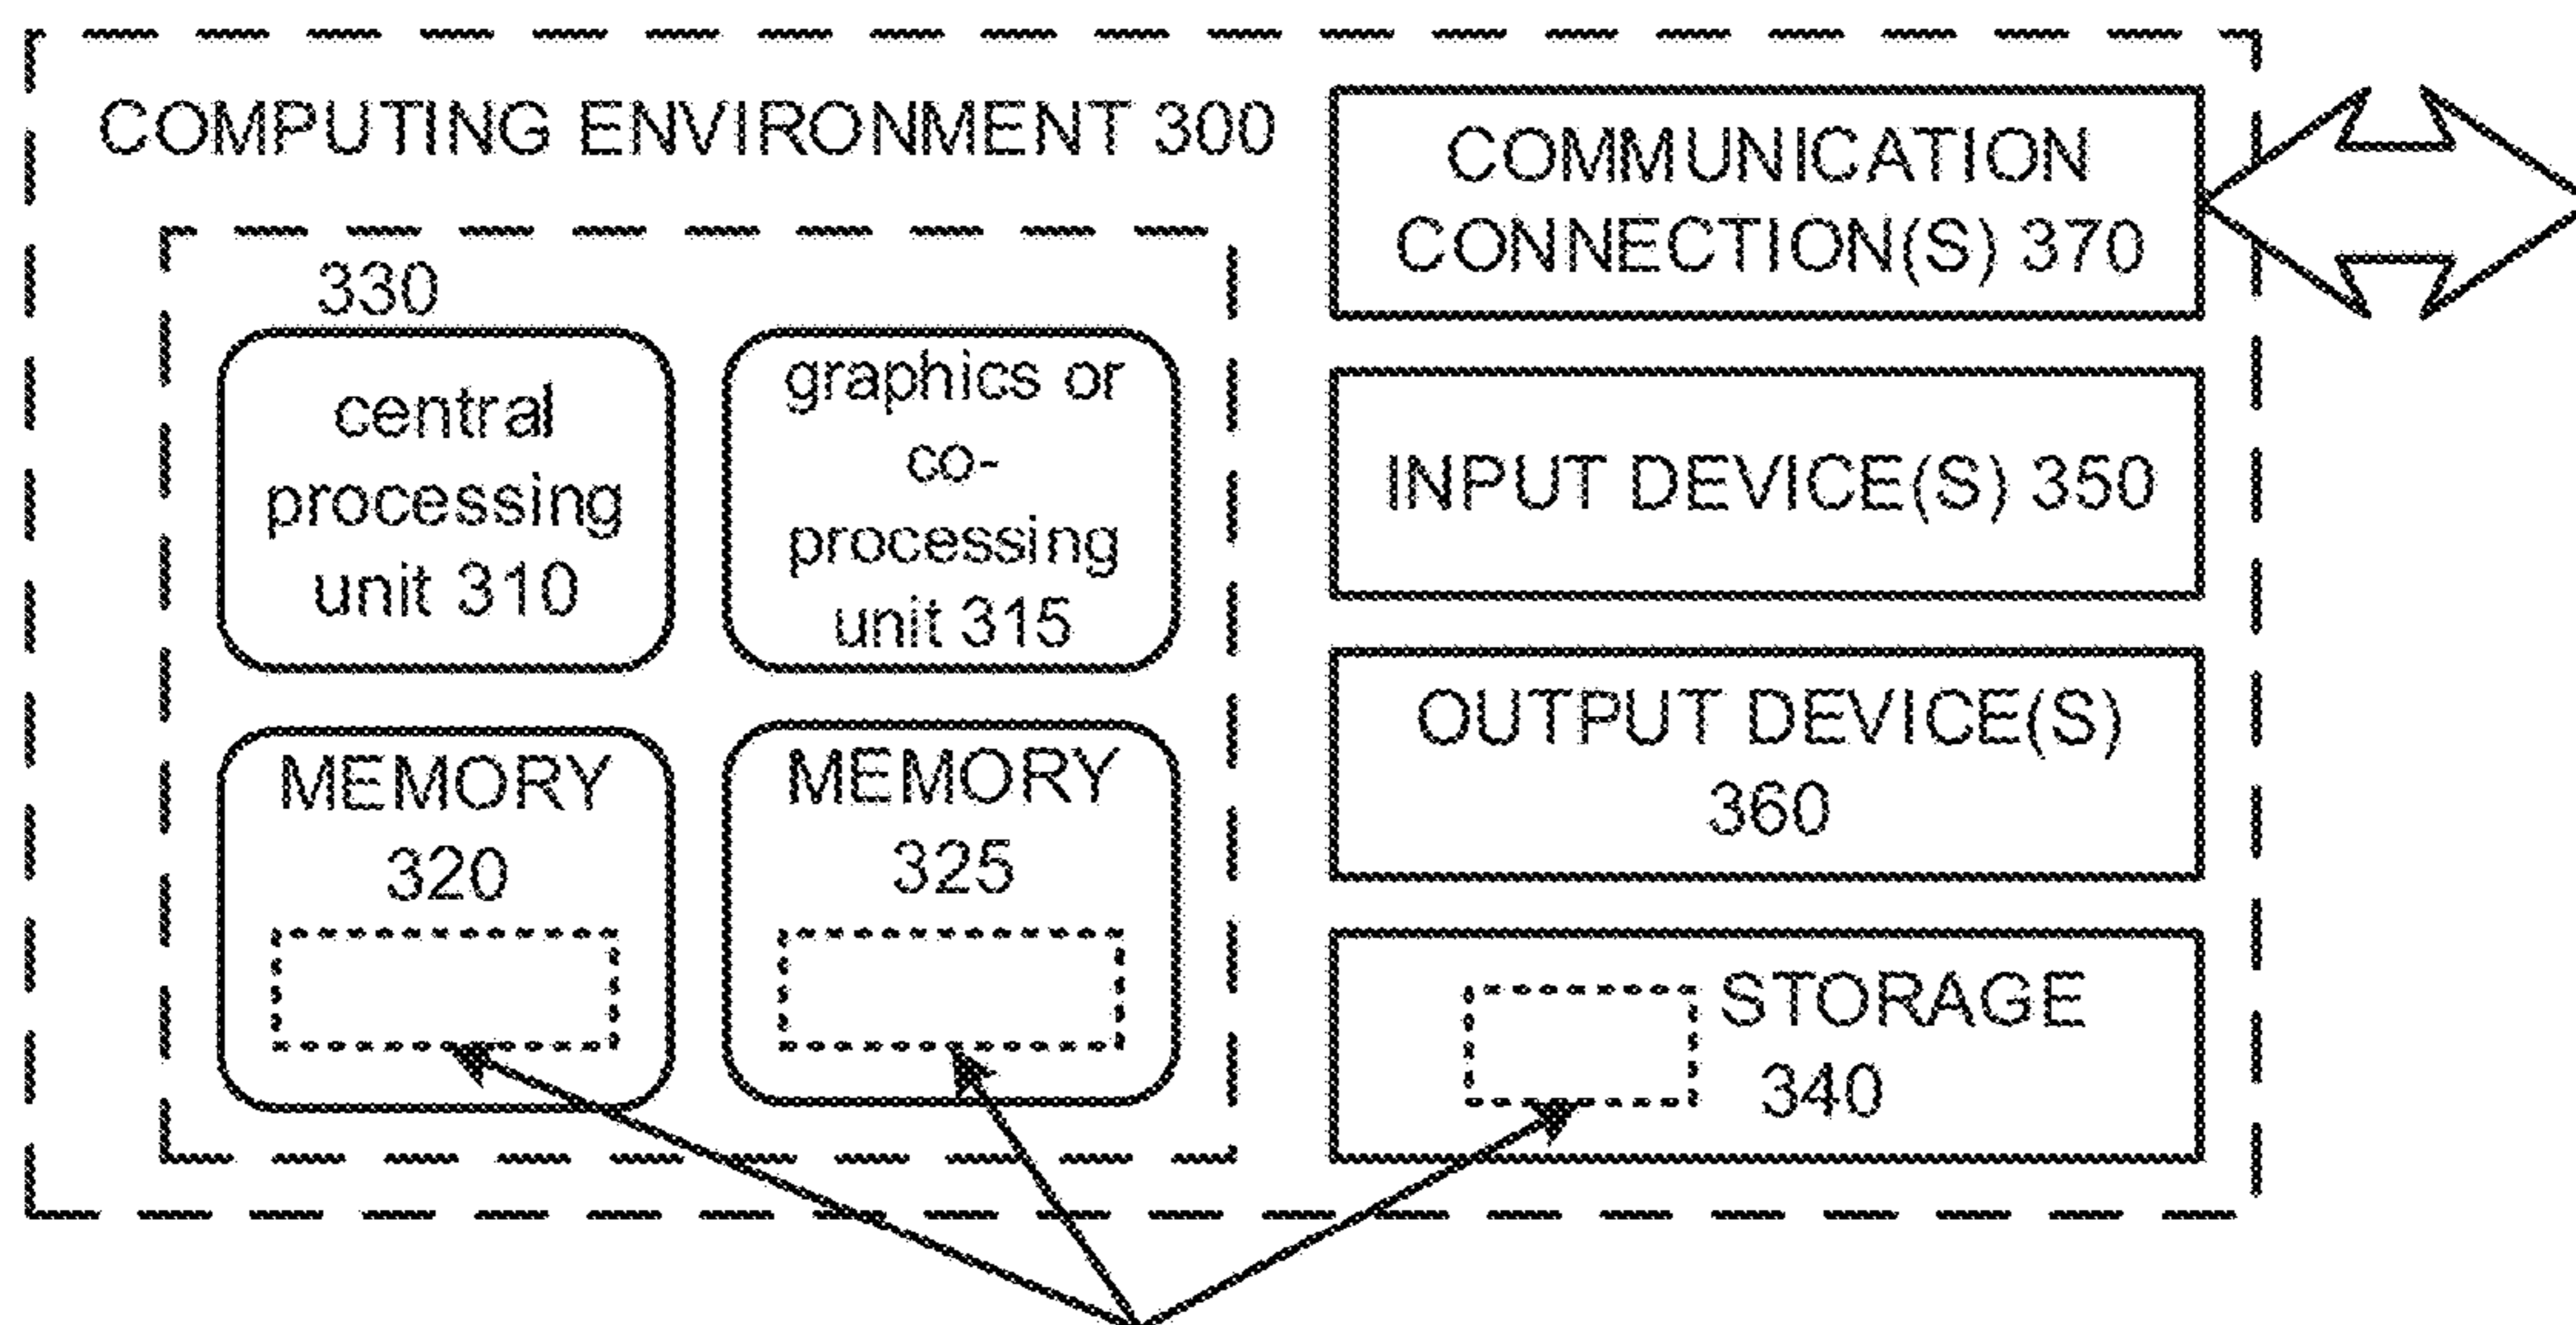 COMPUTING ENVIRONMENT 300
330
central
processing
unit 310
graphics or
co-
processing
unit 315
MEMORY
320
MEMORY
325
COMMUNICATION
CONNECTION(S) 370
INPUT DEVICE(S) 350
OUTPUT DEVICE(S)
360
STORAGE
340